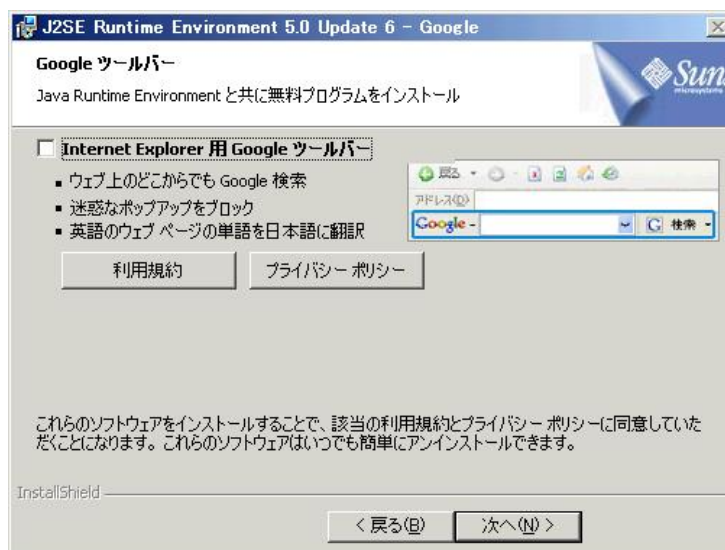 J2SE Runtime Environment 5.0 Update 6 - Google
Google ツールバー
Java Runtime Environment と共に無料プログラムをインストール
Sun
microsystems
Internet Explorer 用 Google ツールバー
ウェブ上のどこからでも Google 検索
迷惑なポップアップをブロック
英語のウェブ ページの単語を日本語に翻訳
戻る
アドレス(D)
Google
G 検索
利用規約
プライバシー ポリシー
これらのソフトウェアをインストールすることで、該当の利用規約とプライバシー ポリシーに同意していた
だくことになります。これらのソフトウェアはいつでも簡単にアンインストールできます。
InstallShield
< 戻る(B)
次へ(N) >